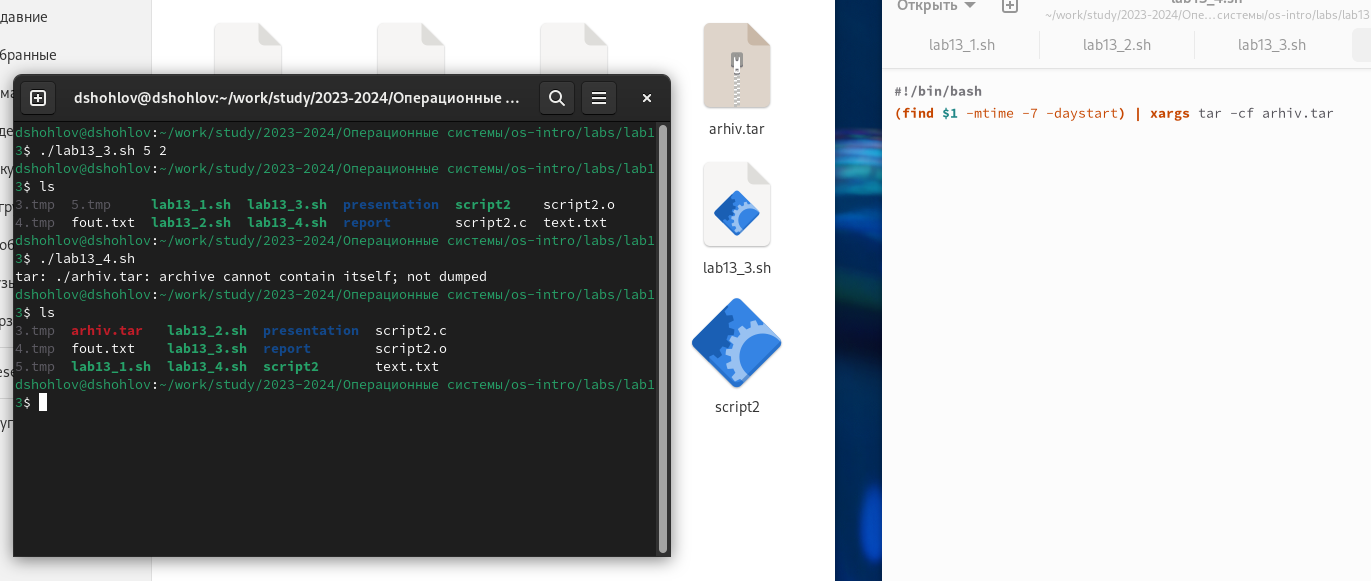 давние
бранные
dshohlov@dshohlov:~/work/study/2023-2024/Операционные ...
dshohlov@dshohlov:~/work/study/2023-2024/Операционные системы/os-intro/labs/lab1
3$ ./lab13_3.sh 5 2
dshohlov@dshohlov:~/work/study/2023-2024/Операционные системы/os-intro/labs/lab1
3$ ls
3.tmp 5.tmp lab13_1.sh lab13_3.sh presentation script2 script2.o
4.tmp fout.txt lab13_2.sh lab13_4.sh report script2.c text.txt
dshohlov@dshohlov:~/work/study/2023-2024/Операционные системы/os-intro/labs/lab1
3$ ./lab13_4.sh
tar: ./arhiv.tar: archive cannot contain itself; not dumped
dshohlov@dshohlov:~/work/study/2023-2024/Операционные системы/os-intro/labs/lab1
3$ ls
3.tmp arhiv.tar lab13_2.sh presentation script2.c
4.tmp fout.txt lab13_3.sh report script2.o
5.tmp lab13_1.sh lab13_4.sh script2 text.txt
dshohlov@dshohlov:~/work/study/2023-2024/Операционные системы/os-intro/labs/lab1
3$
arhiv.tar
lab13_3.sh
script2
Открыть
lab13_4.sh
~/work/study/2023-2024/Опе...системы/os-intro/labs/lab13
lab13_1.sh lab13_2.sh lab13_3.sh
#!/bin/bash
(find $1 -mtime -7 -daystart) | xargs tar -cf arhiv.tar